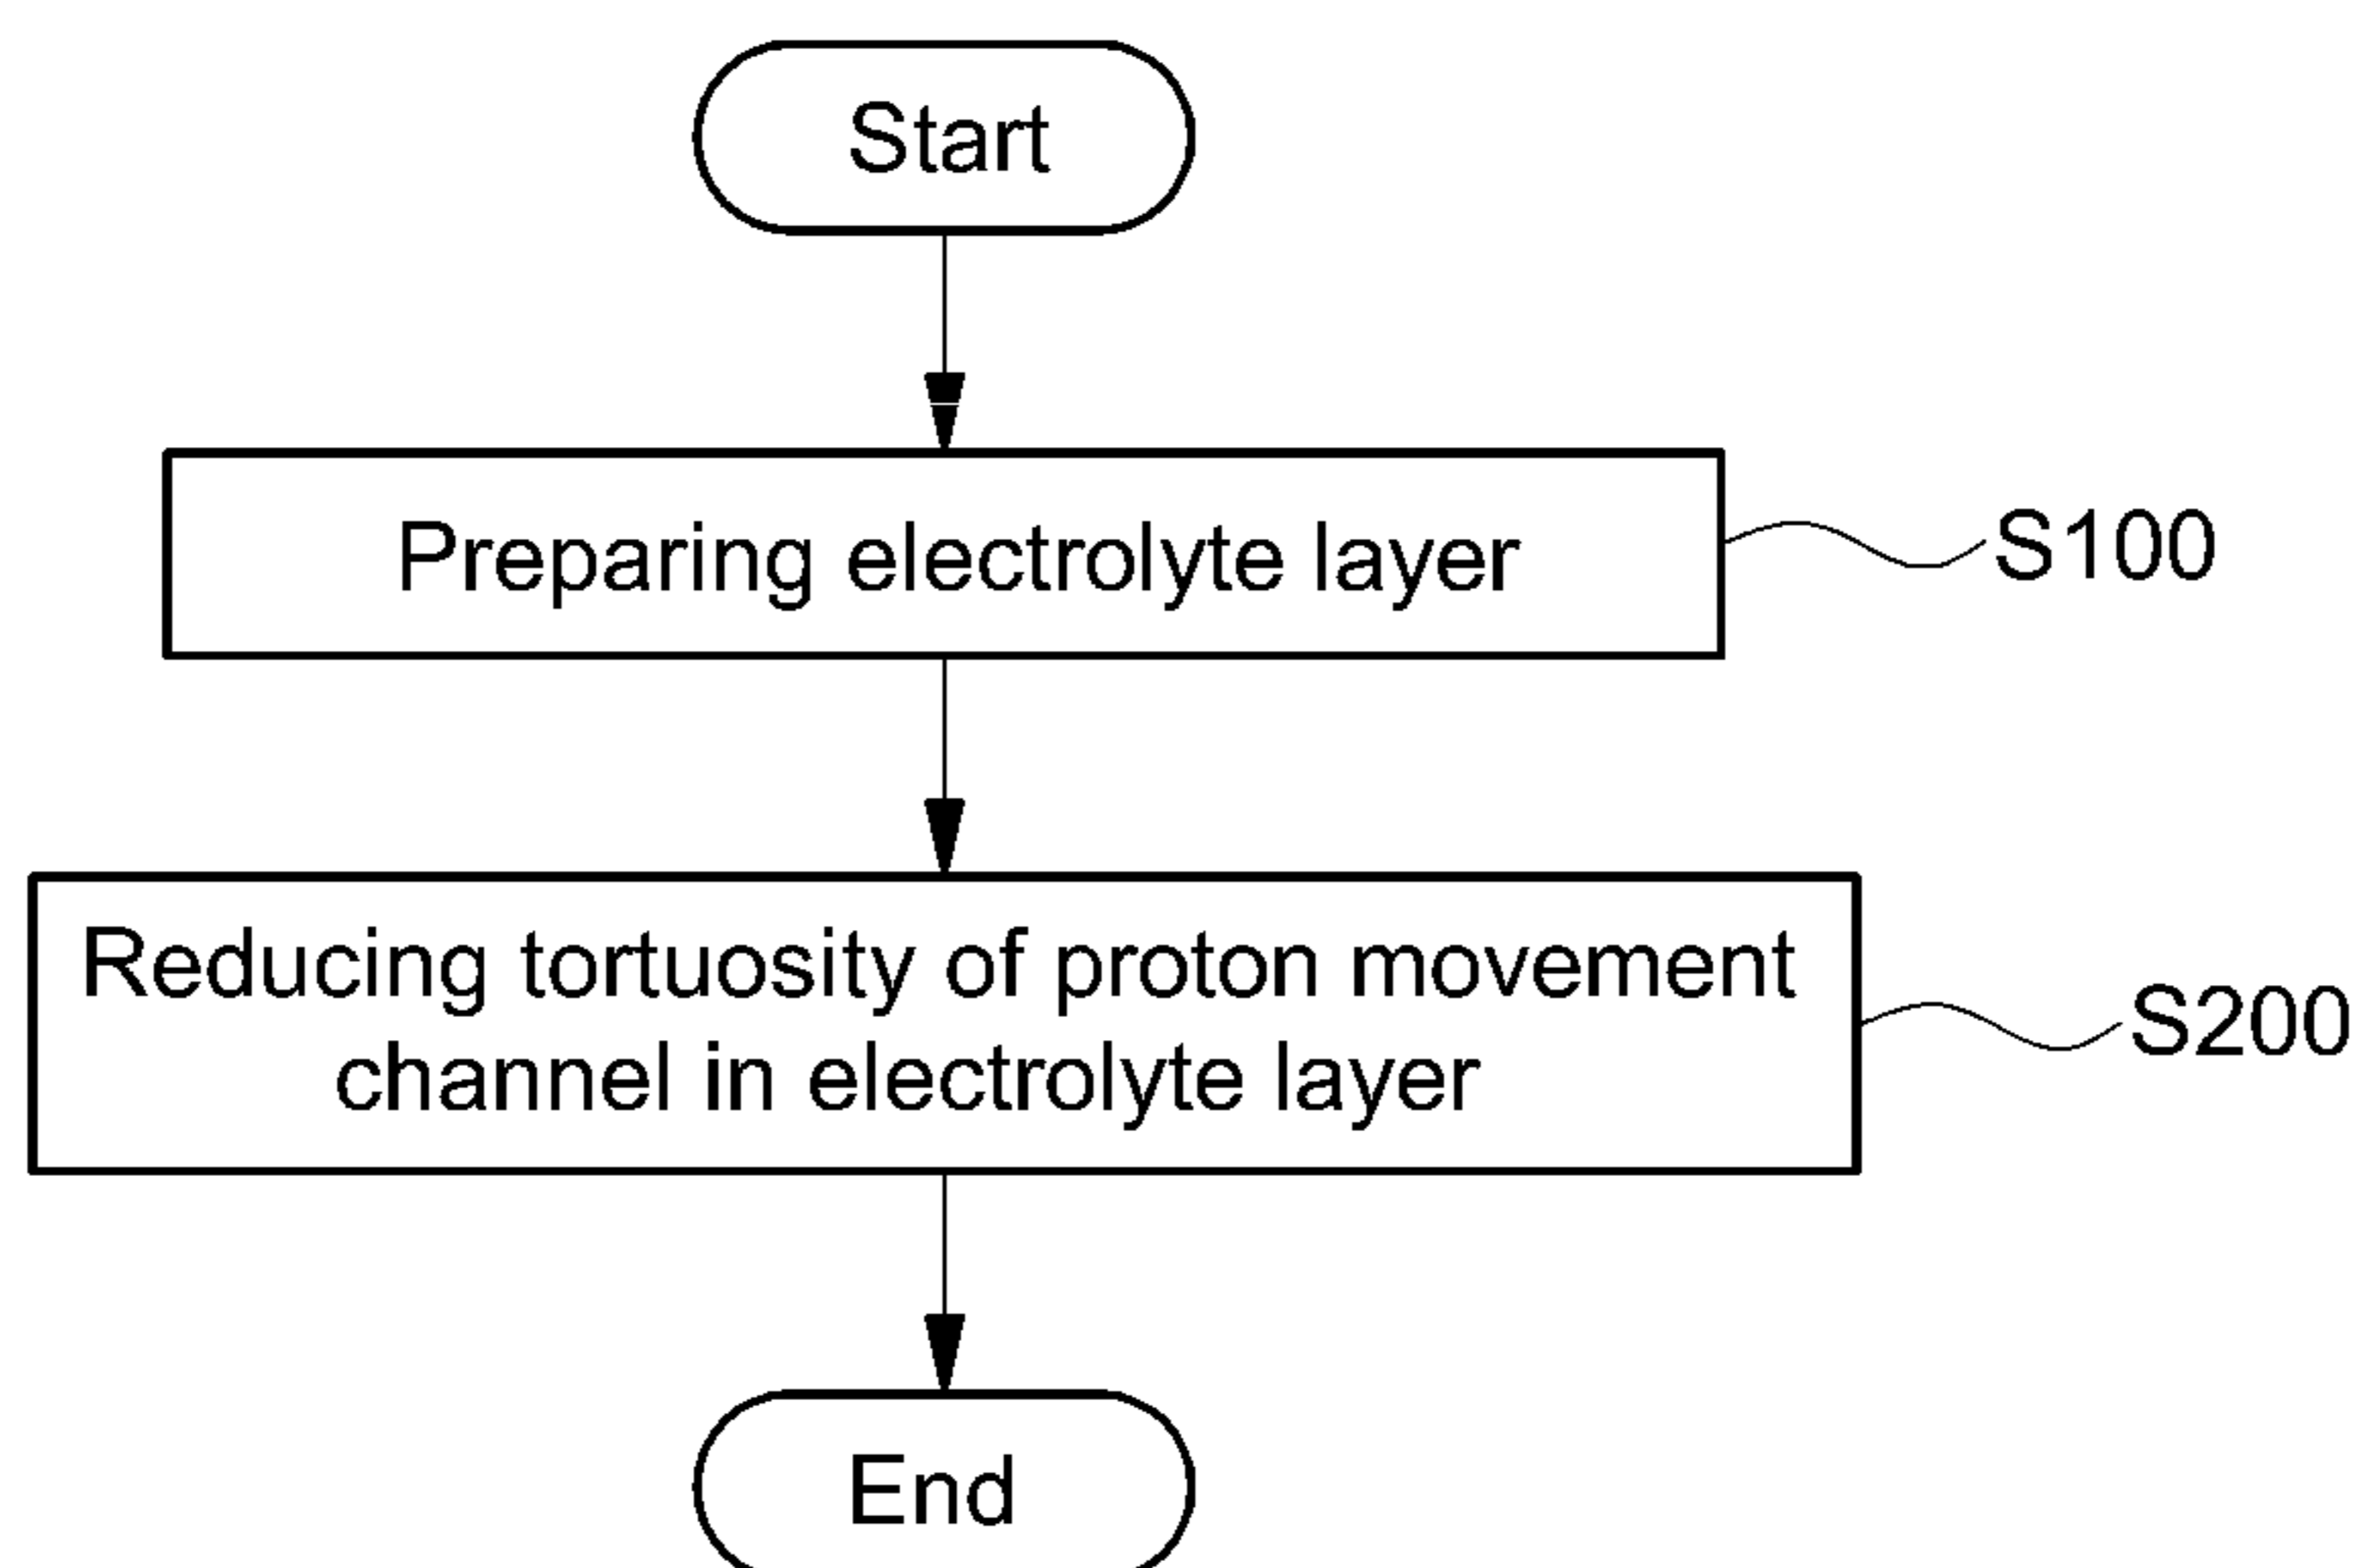 Start
Preparing electrolyte layer
S100
Reducing tortuosity of proton movement
channel in electrolyte layer
S200
End